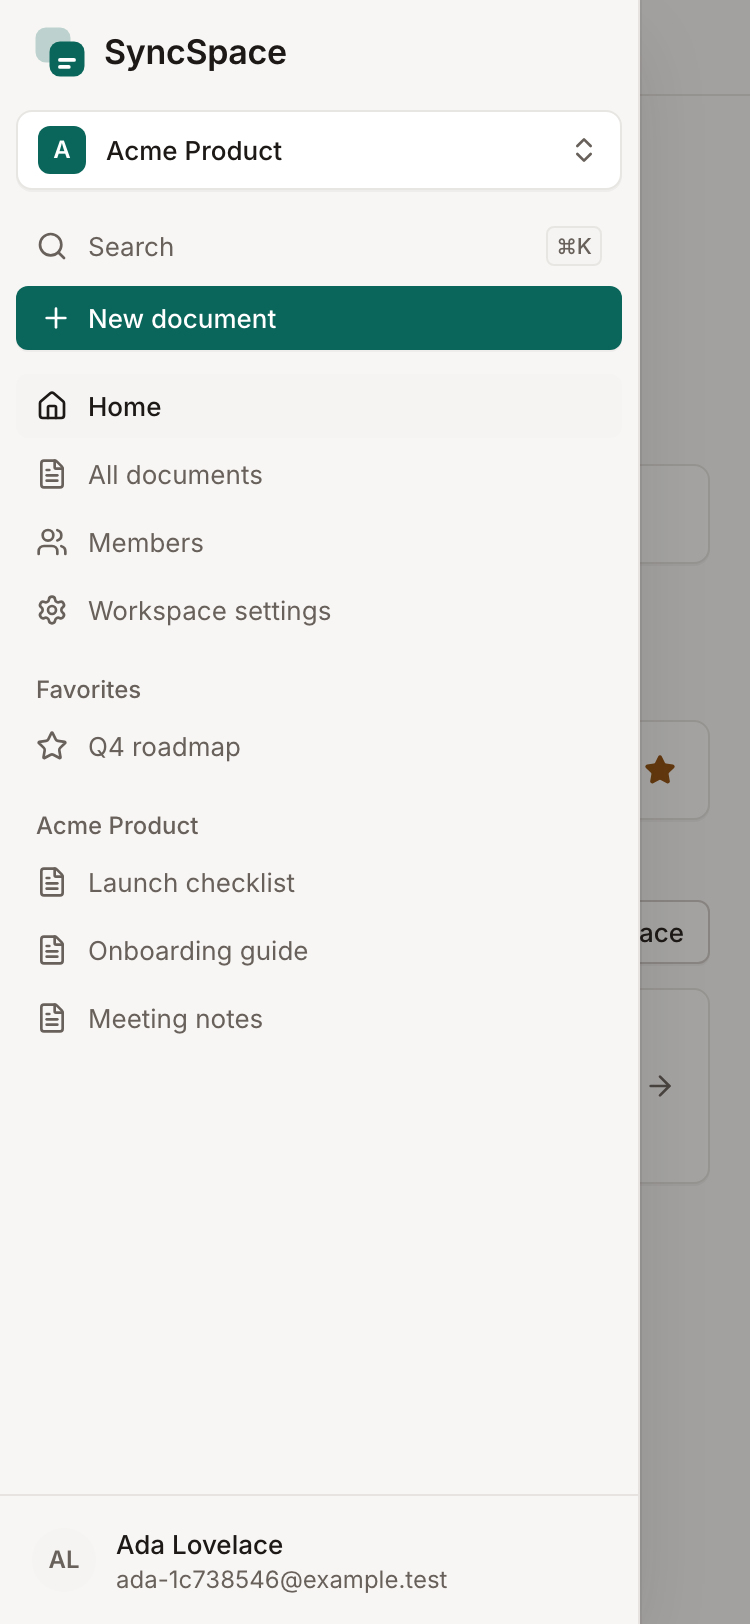 SyncSpace
A Acme Product
Search ⌘K
New document
Home
All documents
Members
Workspace settings
Favorites
Q4 roadmap
Acme Product
ace
Launch checklist
Onboarding guide
Meeting notes
AL Ada Lovelace
ada-1c738546@example.test